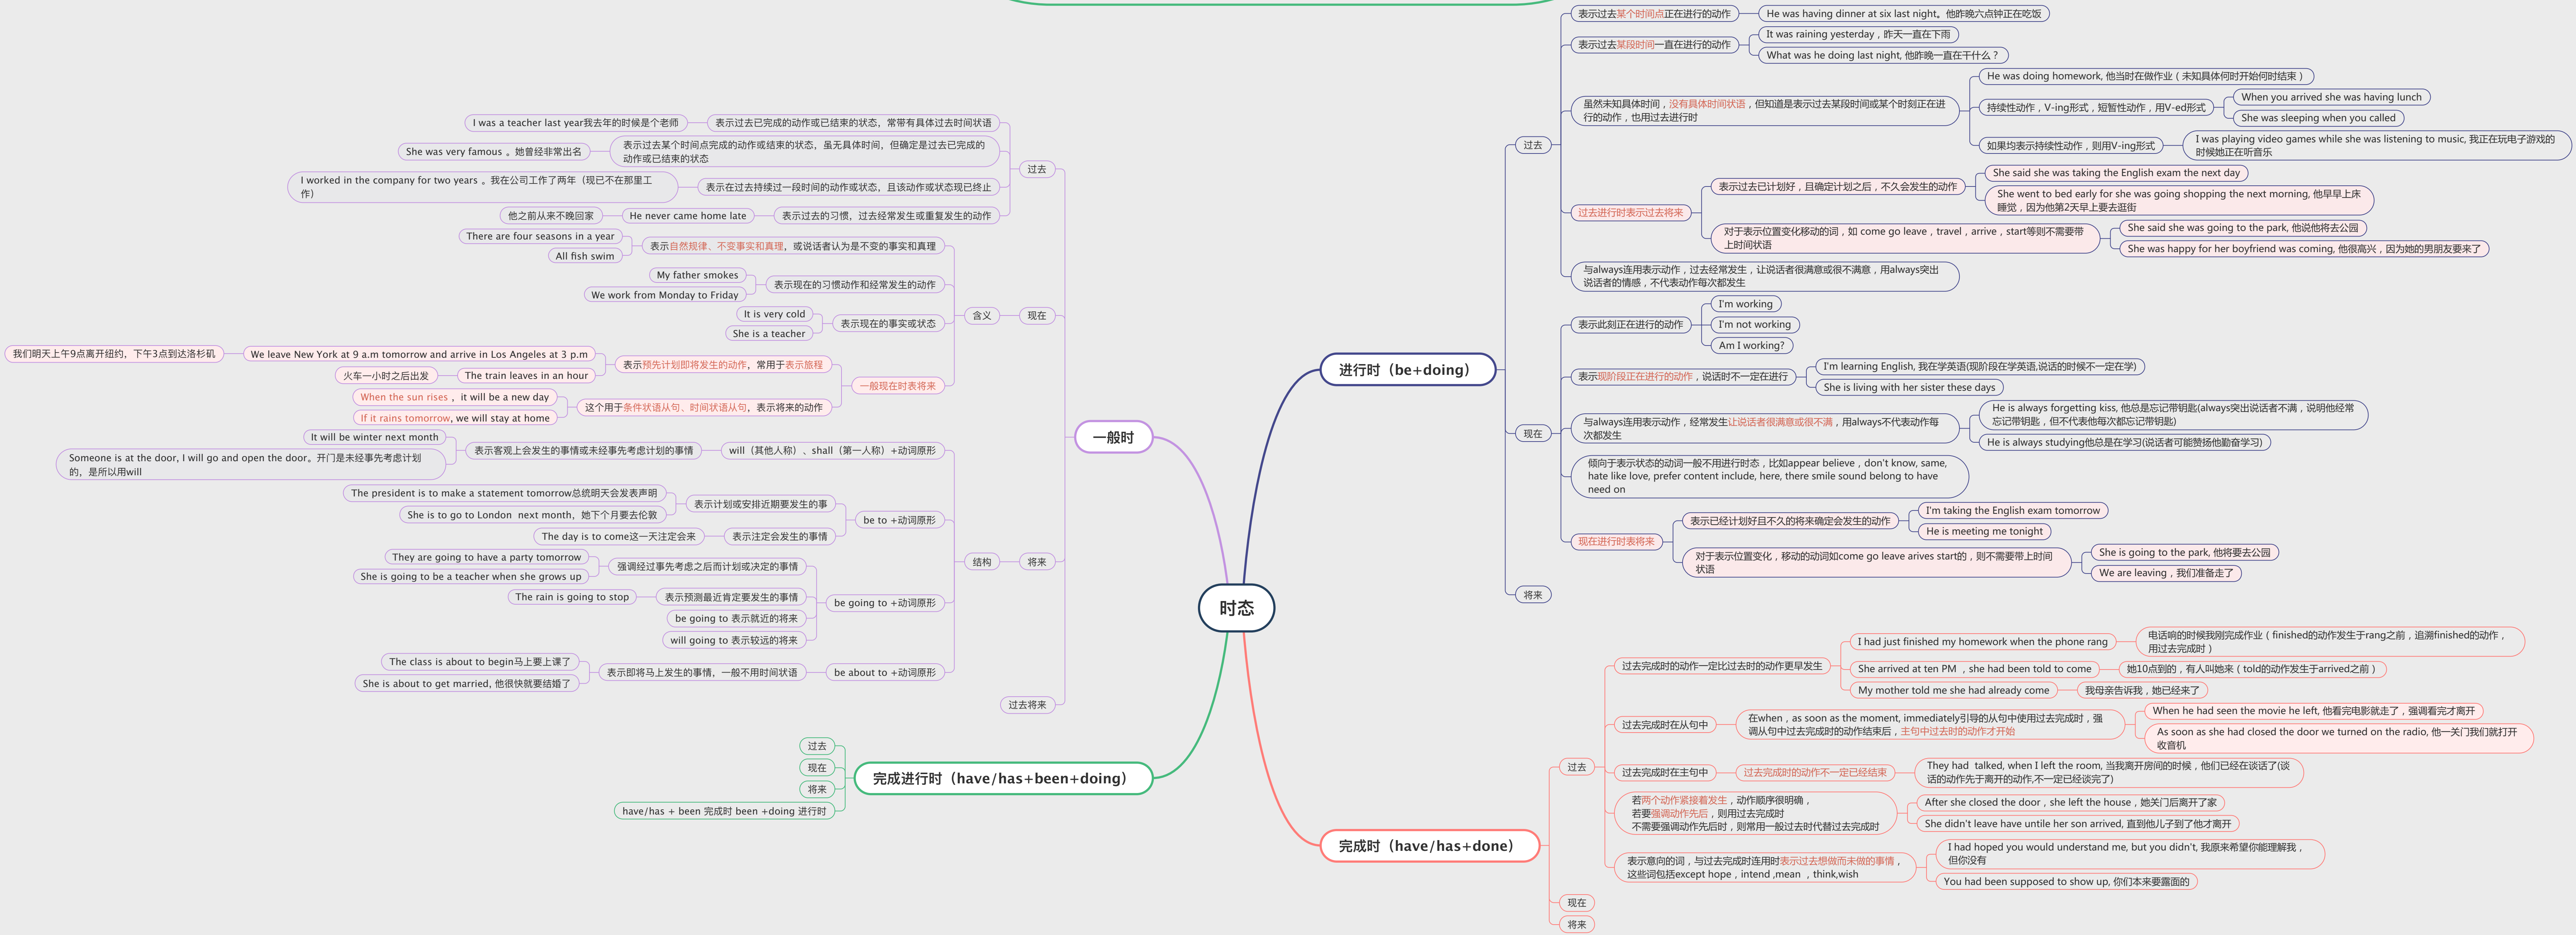 时态
一般时
过去
表示过去已完成的动作或已结束的状态，常带有具体过去时间状语
I was a teacher last year我去年的时候是个老师
表示过去某个时间点完成的动作或结束的状态，虽无具体时间，但确定是过去已完成的
动作或已结束的状态
She was very famous 。她曾经非常出名
表示在过去持续过一段时间的动作或状态，且该动作或状态现已终止
I worked in the company for two years 。我在公司工作了两年（现已不在那里工
作）
表示过去的习惯，过去经常发生或重复发生的动作
He never came home late
他之前从来不晚回家
现在
含义
表示自然规律、不变事实和真理，或说话者认为是不变的事实和真理
There are four seasons in a year
All fish swim
表示现在的习惯动作和经常发生的动作
My father smokes
We work from Monday to Friday
表示现在的事实或状态
It is very cold
She is a teacher
一般现在时表将来
表示预先计划即将发生的动作，常用于表示旅程
We leave New York at 9 a.m tomorrow and arrive in Los Angeles at 3 p.m
我们明天上午9点离开纽约，下午3点到达洛杉矶
The train leaves in an hour
火车一小时之后出发
这个用于条件状语从句、时间状语从句，表示将来的动作
When the sun rises ，it will be a new day
If it rains tomorrow, we will stay at home
将来
结构
will（其他人称）、shall（第一人称）+动词原形
表示客观上会发生的事情或未经事先考虑计划的事情
It will be winter next month
Someone is at the door, I will go and open the door。开门是未经事先考虑计划
的，是所以用will
be to +动词原形
表示计划或安排近期要发生的事
The president is to make a statement tomorrow总统明天会发表声明
She is to go to London  next month，她下个月要去伦敦
表示注定会发生的事情
The day is to come这一天注定会来
be going to +动词原形
强调经过事先考虑之后而计划或决定的事情
They are going to have a party tomorrow
She is going to be a teacher when she grows up
表示预测最近肯定要发生的事情
The rain is going to stop
be going to 表示就近的将来
will going to 表示较远的将来
be about to +动词原形
表示即将马上发生的事情，一般不用时间状语
The class is about to begin马上要上课了
She is about to get married, 他很快就要结婚了
过去将来
完成进行时（have/has+been+doing）
过去
现在
将来
have/has + been 完成时 been +doing 进行时
进行时（be+doing）
过去
表示过去某个时间点正在进行的动作
He was having dinner at six last night。他昨晚六点钟正在吃饭
表示过去某段时间一直在进行的动作
It was raining yesterday，昨天一直在下雨
What was he doing last night, 他昨晚一直在干什么？
虽然未知具体时间，没有具体时间状语，但知道是表示过去某段时间或某个时刻正在进
行的动作，也用过去进行时
He was doing homework, 他当时在做作业（未知具体何时开始何时结束）
持续性动作，V-ing形式，短暂性动作，用V-ed形式
When you arrived she was having lunch
She was sleeping when you called
如果均表示持续性动作，则用V-ing形式
I was playing video games while she was listening to music, 我正在玩电子游戏的
时候她正在听音乐
过去进行时表示过去将来
表示过去已计划好，且确定计划之后，不久会发生的动作
She said she was taking the English exam the next day
She went to bed early for she was going shopping the next morning, 他早早上床
睡觉，因为他第2天早上要去逛街
对于表示位置变化移动的词，如 come go leave，travel，arrive，start等则不需要带
上时间状语
She said she was going to the park, 他说他将去公园
She was happy for her boyfriend was coming, 他很高兴，因为她的男朋友要来了
与always连用表示动作，过去经常发生，让说话者很满意或很不满意，用always突出
说话者的情感，不代表动作每次都发生
现在
表示此刻正在进行的动作
I'm working
I'm not working
Am I working?
表示现阶段正在进行的动作，说话时不一定在进行
I'm learning English, 我在学英语(现阶段在学英语,说话的时候不一定在学)
She is living with her sister these days
与always连用表示动作，经常发生让说话者很满意或很不满，用always不代表动作每
次都发生
He is always forgetting kiss, 他总是忘记带钥匙(always突出说话者不满，说明他经常
忘记带钥匙，但不代表他每次都忘记带钥匙)
He is always studying他总是在学习(说话者可能赞扬他勤奋学习)
倾向于表示状态的动词一般不用进行时态，比如appear believe，don't know, same,
hate like love, prefer content include, here, there smile sound belong to have
need on
现在进行时表将来
表示已经计划好且不久的将来确定会发生的动作
I'm taking the English exam tomorrow
He is meeting me tonight
对于表示位置变化，移动的动词如come go leave arives start的，则不需要带上时间
状语
She is going to the park, 他将要去公园
We are leaving，我们准备走了
将来
完成时（have/has+done）
过去
过去完成时的动作一定比过去时的动作更早发生
I had just finished my homework when the phone rang
电话响的时候我刚完成作业（finished的动作发生于rang之前，追溯finished的动作，
用过去完成时）
She arrived at ten PM ，she had been told to come
她10点到的，有人叫她来（told的动作发生于arrived之前）
My mother told me she had already come
我母亲告诉我，她已经来了
过去完成时在从句中
在when，as soon as the moment, immediately引导的从句中使用过去完成时，强
调从句中过去完成时的动作结束后，主句中过去时的动作才开始
When he had seen the movie he left, 他看完电影就走了，强调看完才离开
As soon as she had closed the door we turned on the radio, 他一关门我们就打开
收音机
过去完成时在主句中
过去完成时的动作不一定已经结束
They had  talked, when I left the room, 当我离开房间的时候，他们已经在谈话了(谈
话的动作先于离开的动作,不一定已经谈完了)
若两个动作紧接着发生，动作顺序很明确，
若要强调动作先后，则用过去完成时
不需要强调动作先后时，则常用一般过去时代替过去完成时
After she closed the door，she left the house，她关门后离开了家
She didn't leave have untile her son arrived, 直到他儿子到了他才离开
表示意向的词，与过去完成时连用时表示过去想做而未做的事情，
这些词包括except hope，intend ,mean ，think,wish
I had hoped you would understand me, but you didn't, 我原来希望你能理解我，
但你没有
You had been supposed to show up, 你们本来要露面的
现在
将来